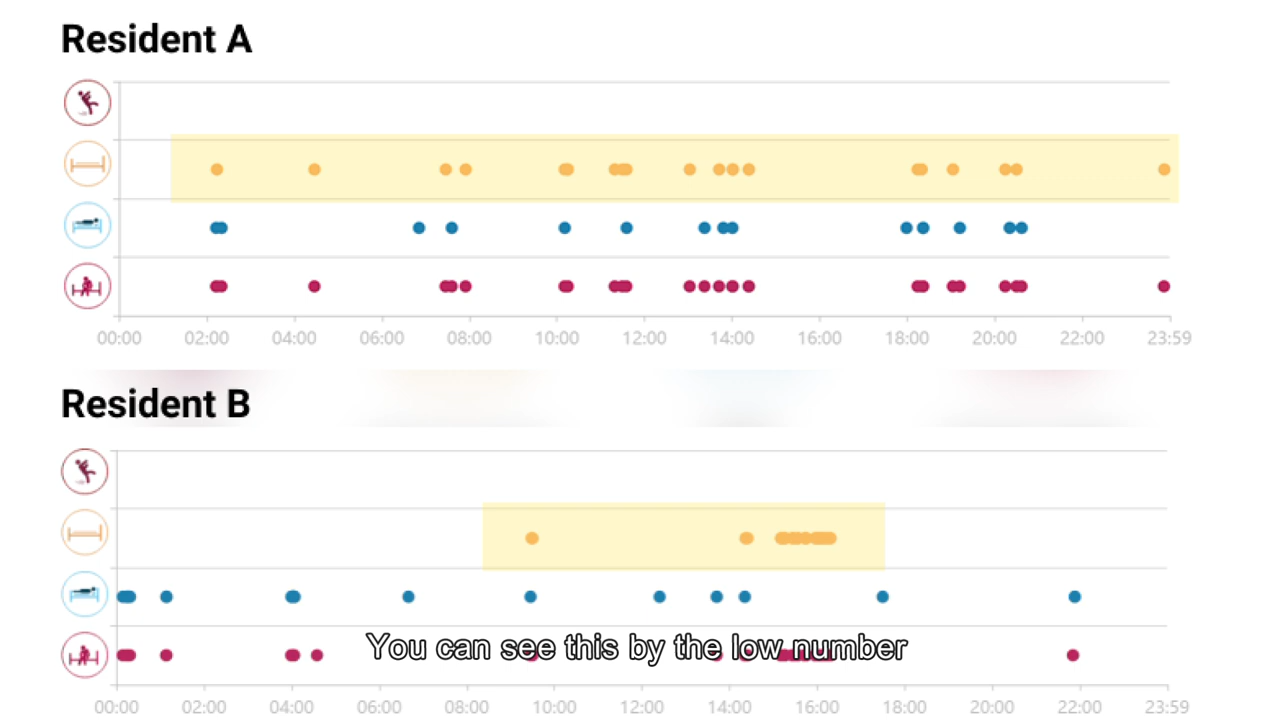 Resident A
00:00 02:00 04:00 06:00 08:00 10:00 12:00 14:00 16:00 18:00 20:00 22:00 23:59
Resident B
You can see this by the low number
00:00 02:00 04:00 06:00 08:00 10:00 12:00 14:00 16:00 18:00 20:00 22:00 23:59